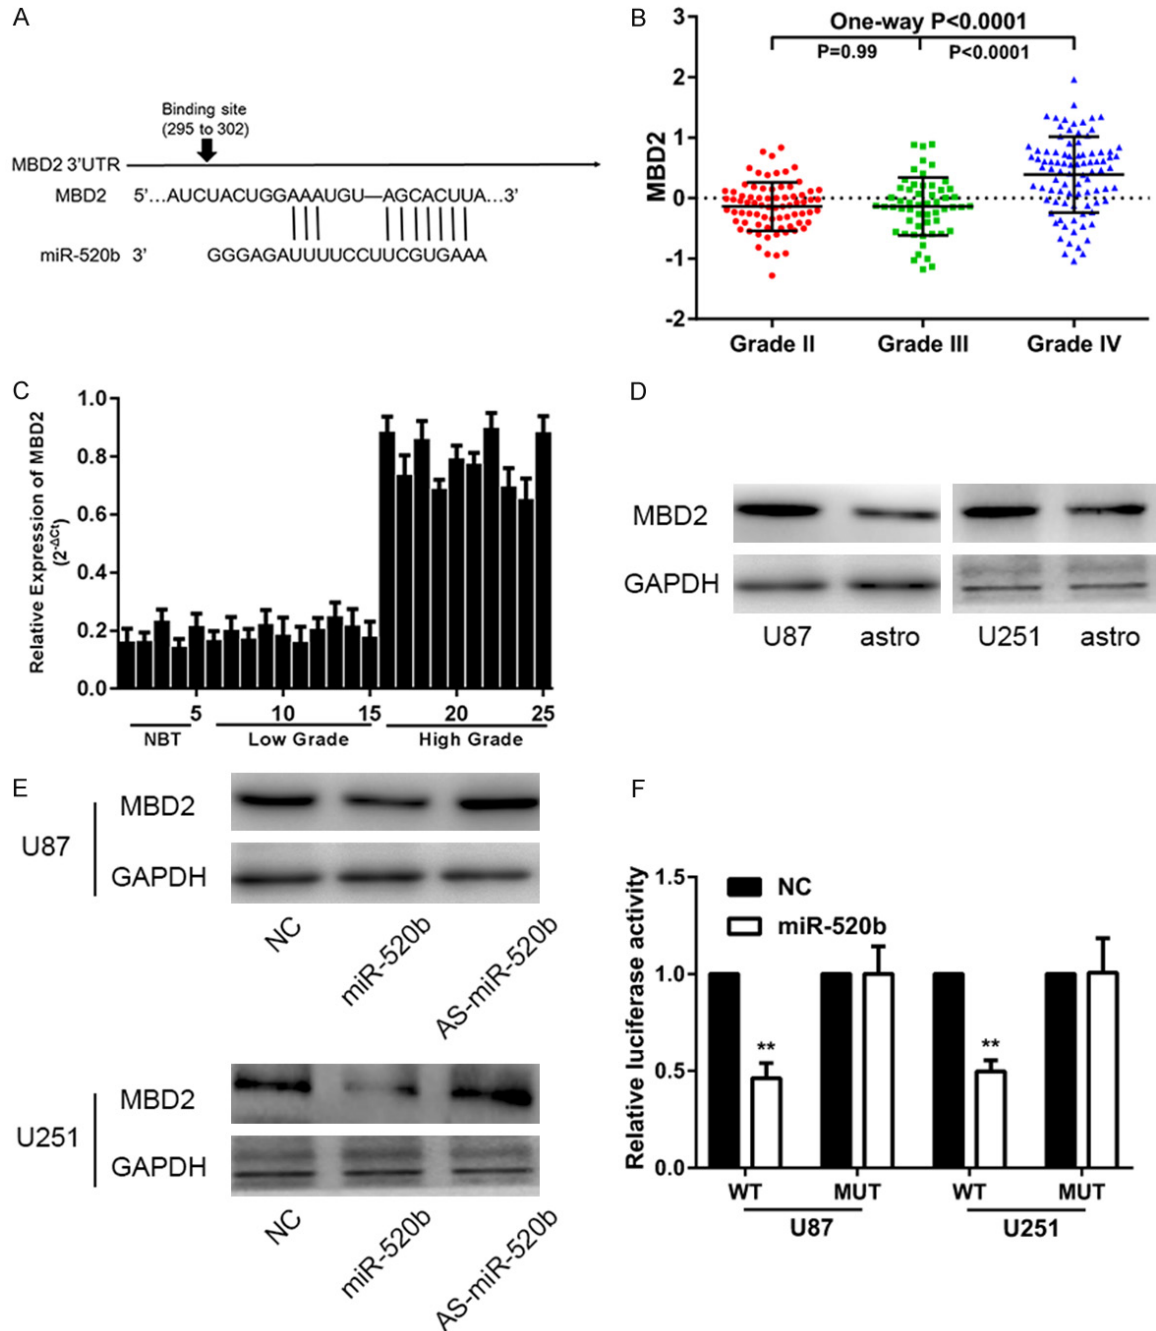 A
Binding site
(295 to 302)
MBD2 3'UTR
MBD2 5'...AUCUACUGGAAAUGU—AGCACUUA...3'
miR-520b 3' GGGAGAUUUUCCUUCGUGAAA
B
One-way P<0.0001
P=0.99 P<0.0001
MBD2
3
2
1
0
-1
-2
Grade II Grade III Grade IV
C
Relative Expression of MBD2
(2-ΔCt)
1.0
0.8
0.6
0.4
0.2
0.0
5 10 15 20 25
NBT Low Grade High Grade
D
MBD2
GAPDH
U87 astro U251 astro
E
U87
MBD2
GAPDH
NC miR-520b AS-miR-520b
U251
MBD2
GAPDH
NC miR-520b AS-miR-520b
F
Relative luciferase activity
1.5
1.0
0.5
0.0
NC
miR-520b
** **
WT MUT WT MUT
U87 U251